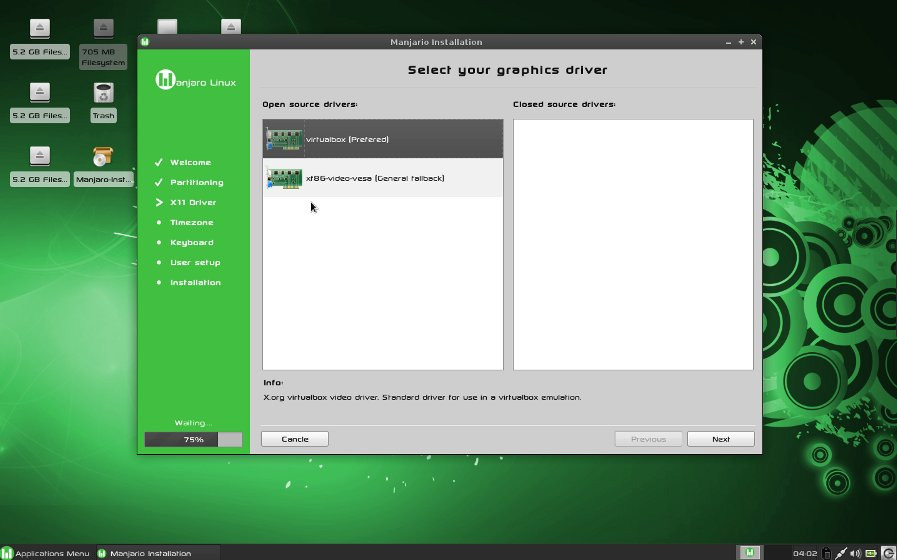 5.2 GB Files...
705 MB
Filesystem
5.2 GB Files...
Trash
5.2 GB Files...
Manjaro-Inst...
Manjario Installation
anjaro Linux
Welcome
Partitioning
X11 Driver
Timezone
Keyboard
User setup
Installation
Waiting...
75%
Select your graphics driver
Open source drivers:
Closed source drivers:
virtualbox (Prefered)
xf86-video-vesa (General fallback)
Info:
X.org virtualbox video driver. Standard driver for use in a virtualbox emulation.
Cancle
Previous
Next
Applications Menu
Manjario Installation
04:02